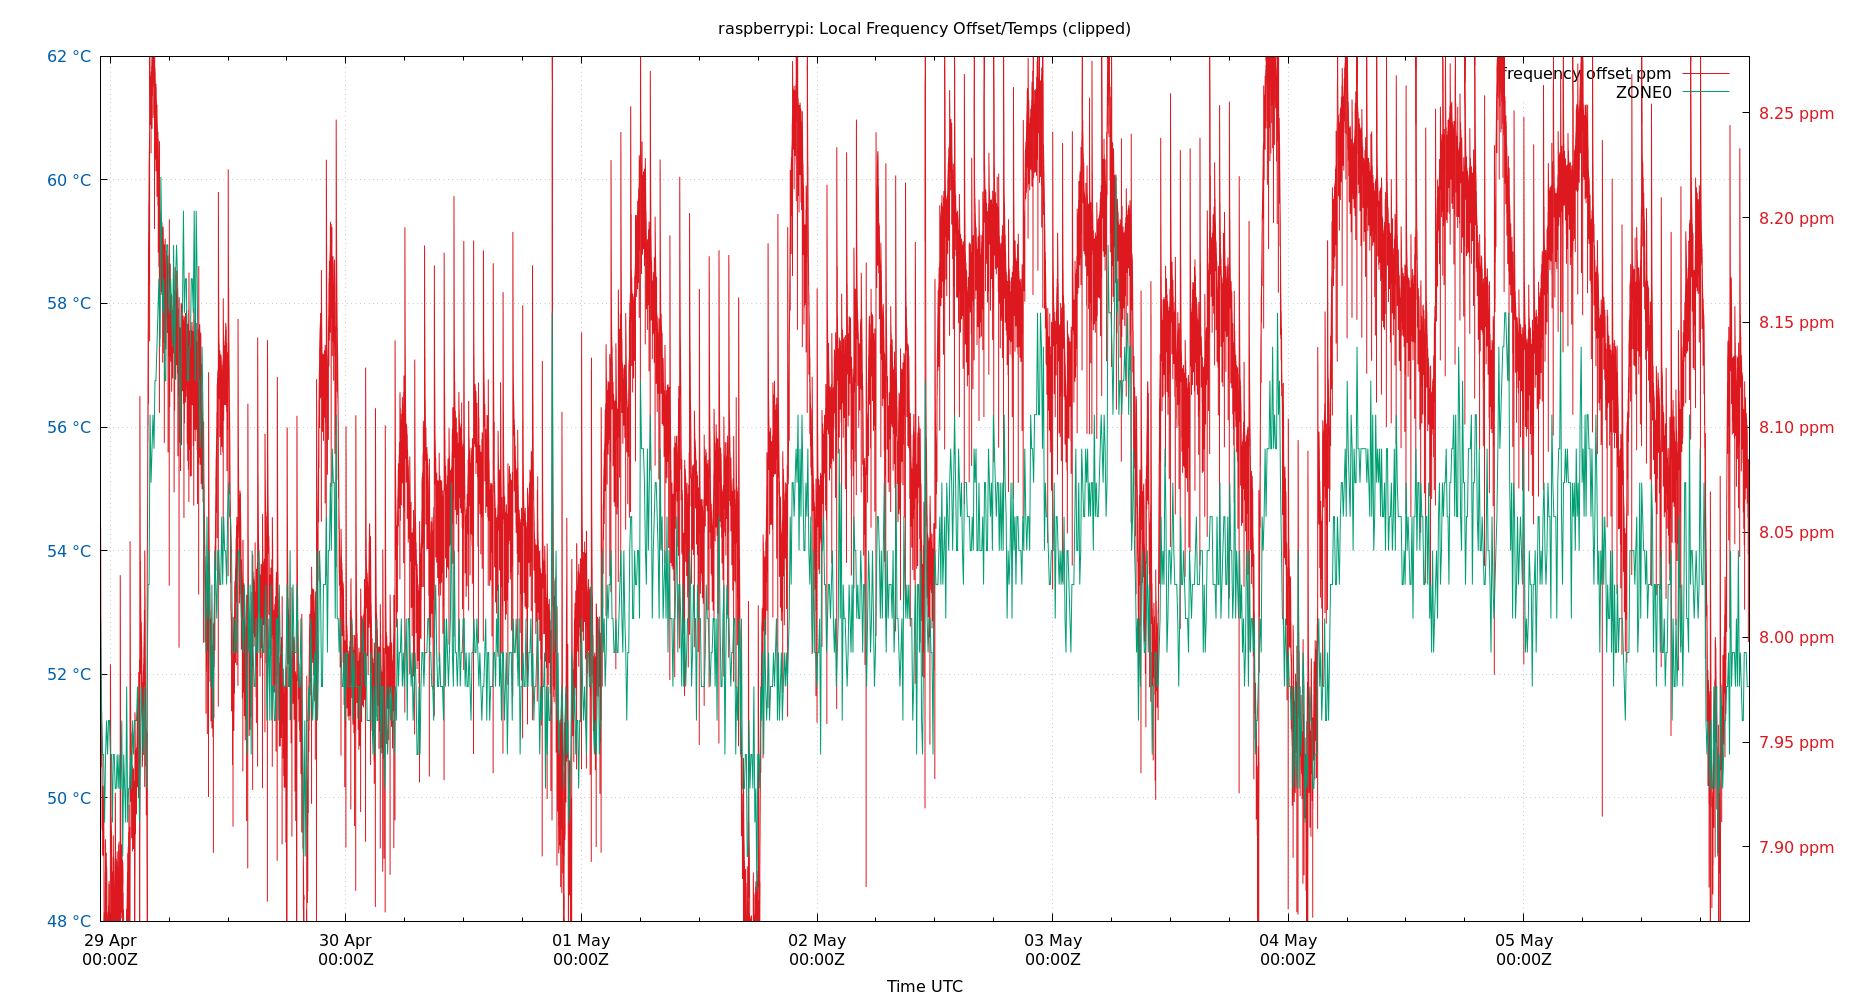 raspberrypi: Local Frequency Offset/Temps (clipped)
62 °C
60 °C
58 °C
56 °C
54 °C
52 °C
50 °C
48 °C
frequency offset ppm
ZONE0
8.25 ppm
8.20 ppm
8.15 ppm
8.10 ppm
8.05 ppm
8.00 ppm
7.95 ppm
7.90 ppm
29 Apr
00:00Z
30 Apr
00:00Z
01 May
00:00Z
02 May
00:00Z
03 May
00:00Z
04 May
00:00Z
05 May
00:00Z
Time UTC